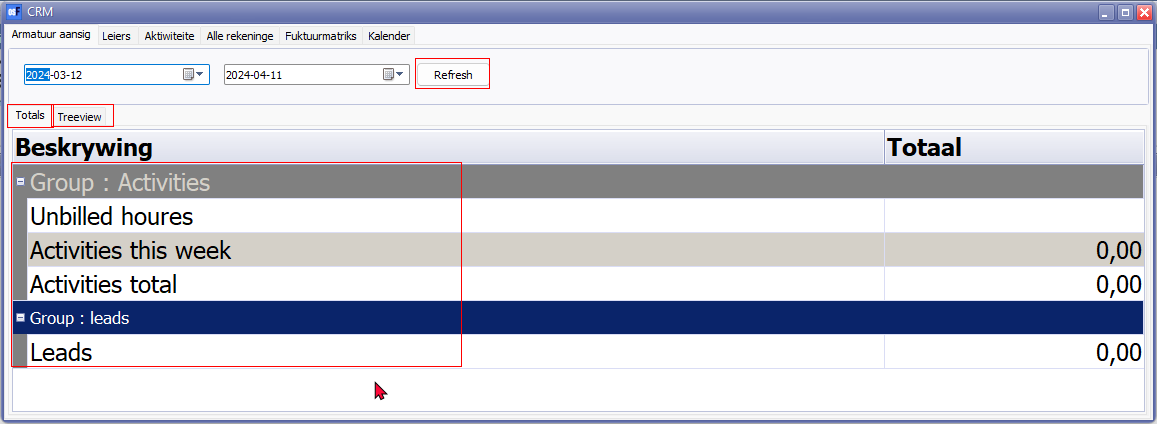 CRM
Armatuur aansig Leiers Aktiwiteite Alle rekeninge Fuktuurmatriks Kalender
2024-03-12 2024-04-11 Refresh
Totals Treeview
Beskrywing Totaal
Group : Activities
Unbilled houres
Activities this week 0,00
Activities total 0,00
Group : leads
Leads 0,00